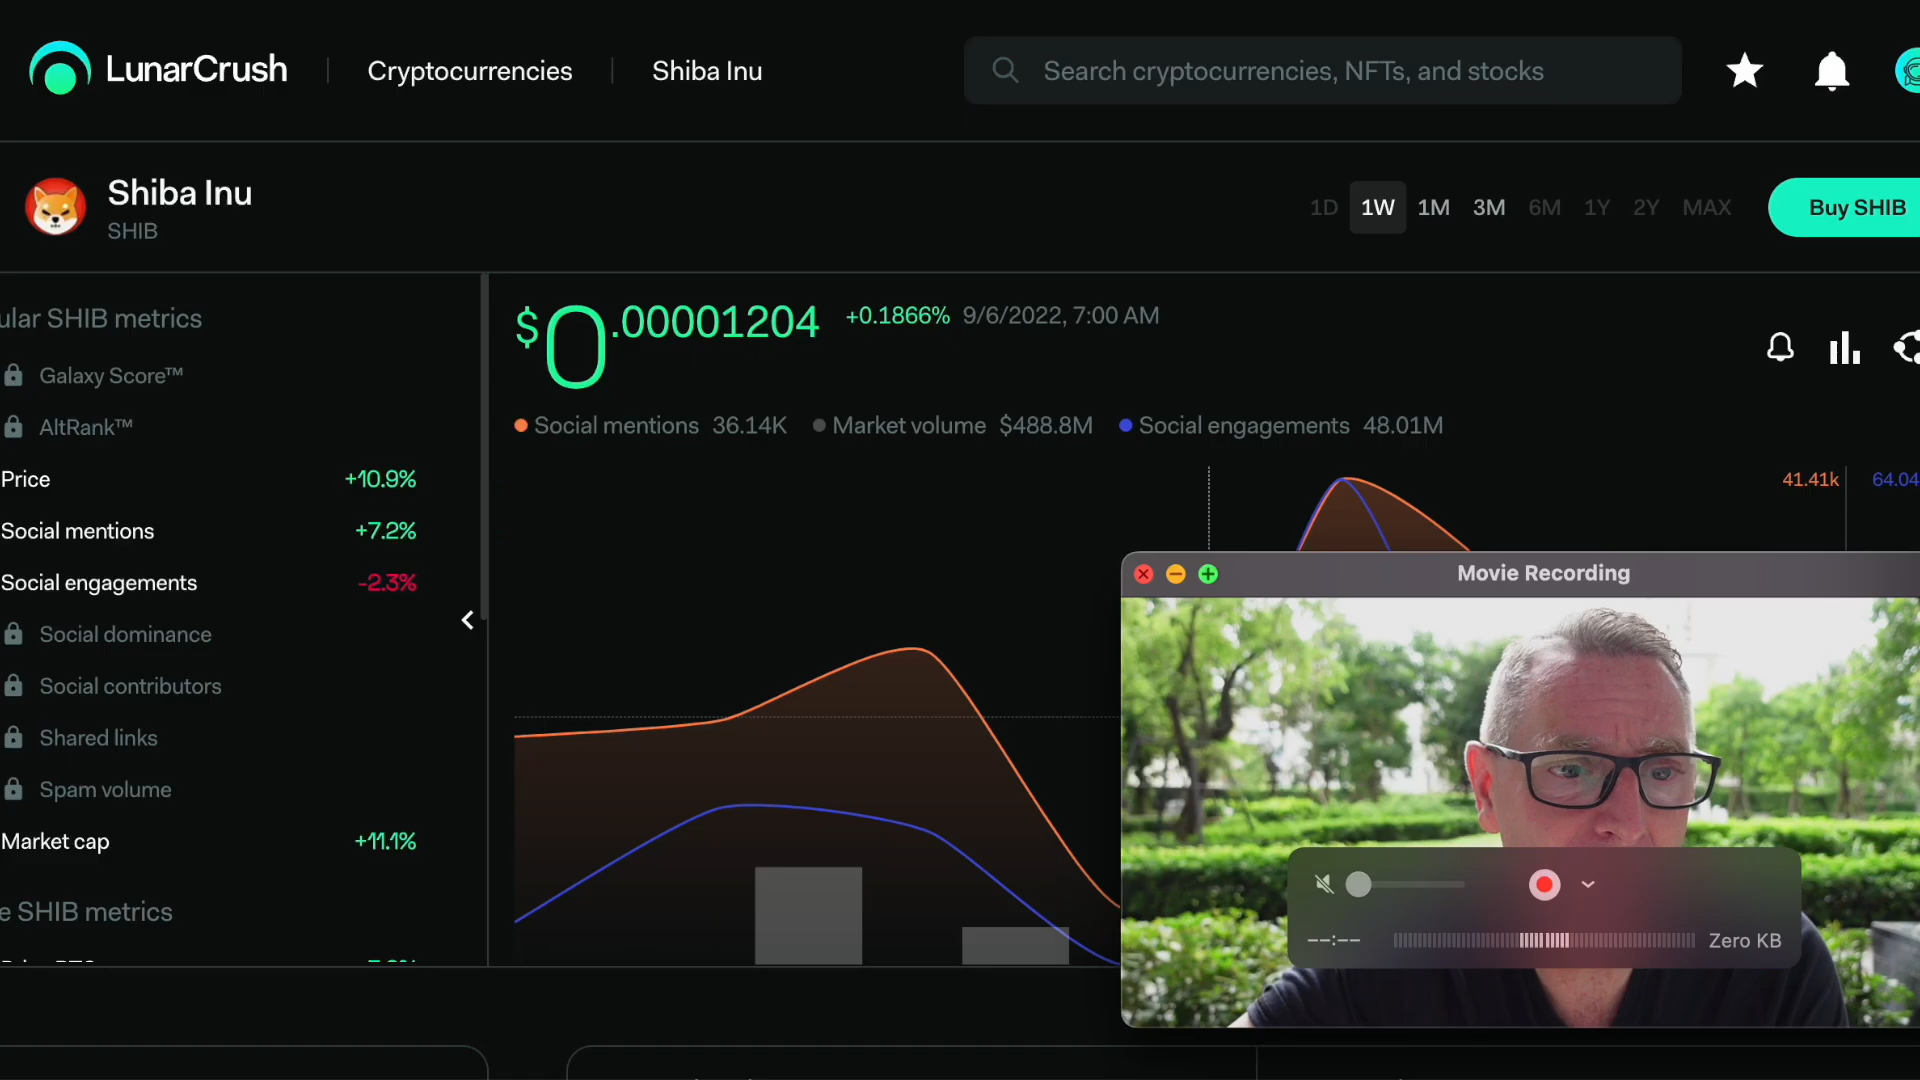 LunarCrush
Cryptocurrencies
Shiba Inu
Search cryptocurrencies, NFTs, and stocks
Shiba Inu
SHIB
1D 1W 1M 3M 6M 1Y 2Y MAX
Buy SHIB
ular SHIB metrics
Galaxy Score™
AltRank™
Price +10.9%
Social mentions +7.2%
Social engagements -2.3%
Social dominance
Social contributors
Shared links
Spam volume
Market cap +11.1%
e SHIB metrics
$0.00001204 +0.1866% 9/6/2022, 7:00 AM
Social mentions 36.14K Market volume $488.8M Social engagements 48.01M
41.41k 64.04
Movie Recording
--:-- Zero KB